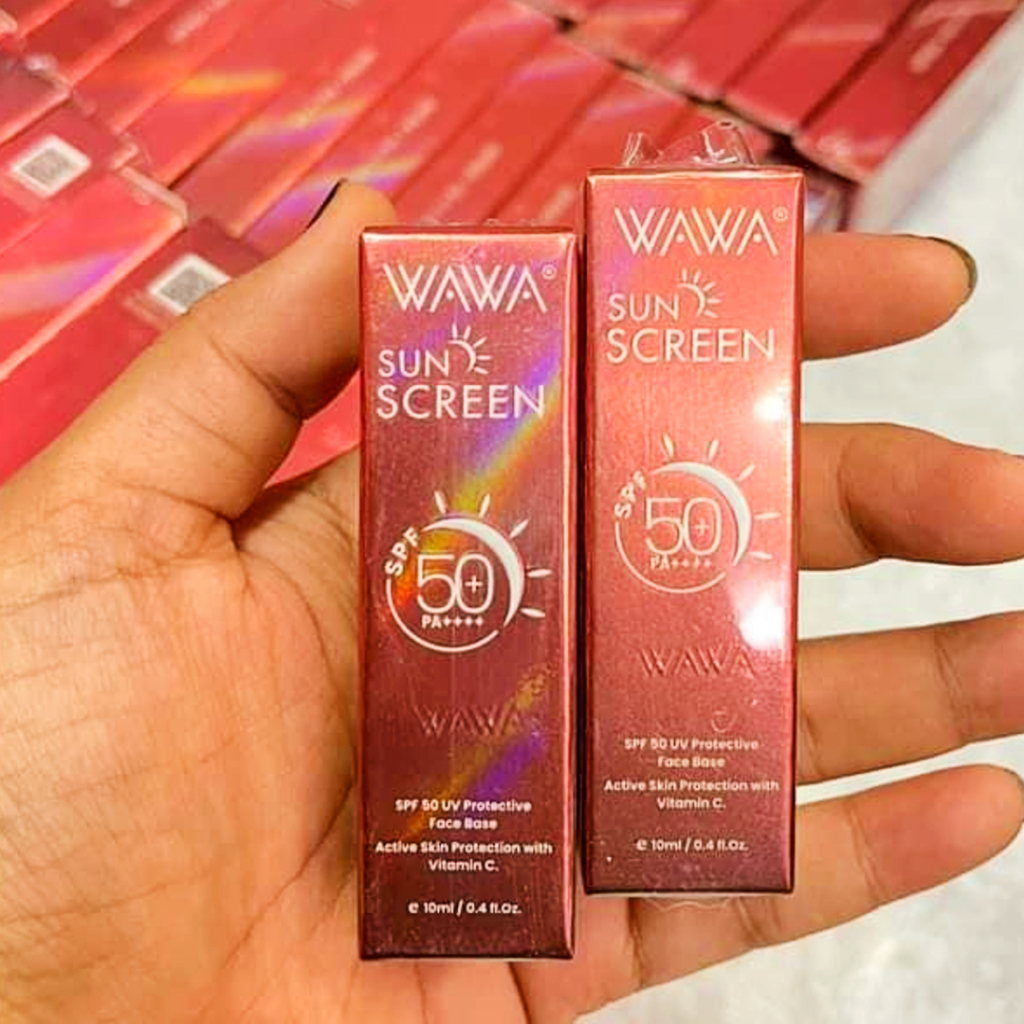 WAWA®
SUN
SCREEN
SPF
50+
PA++++
WAWA
SPF 50 UV Protective
Face Base
Active Skin Protection with
Vitamin C.
e 10ml / 0.4 fl.Oz.
WAWA®
SUN
SCREEN
SPF
50+
PA++++
WAWA
SPF 50 UV Protective
Face Base
Active Skin Protection with
Vitamin C.
e 10ml / 0.4 fl.Oz.